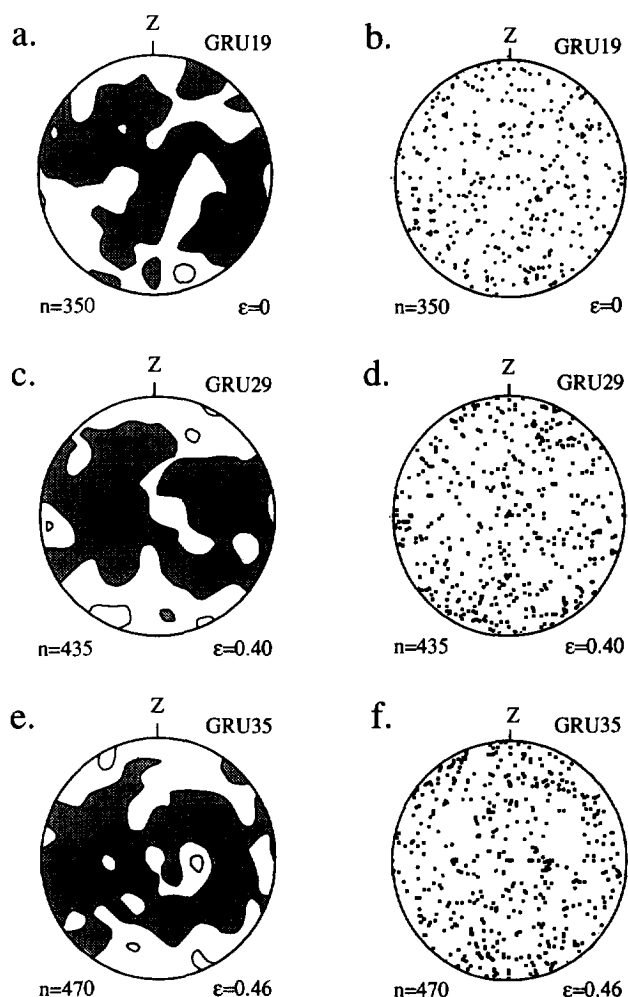 a.
Z
GRU19
n=350
ε=0
b.
Z
GRU19
n=350
ε=0
c.
Z
GRU29
n=435
ε=0.40
d.
Z
GRU29
n=435
ε=0.40
e.
Z
GRU35
n=470
ε=0.46
f.
Z
GRU35
n=470
ε=0.46